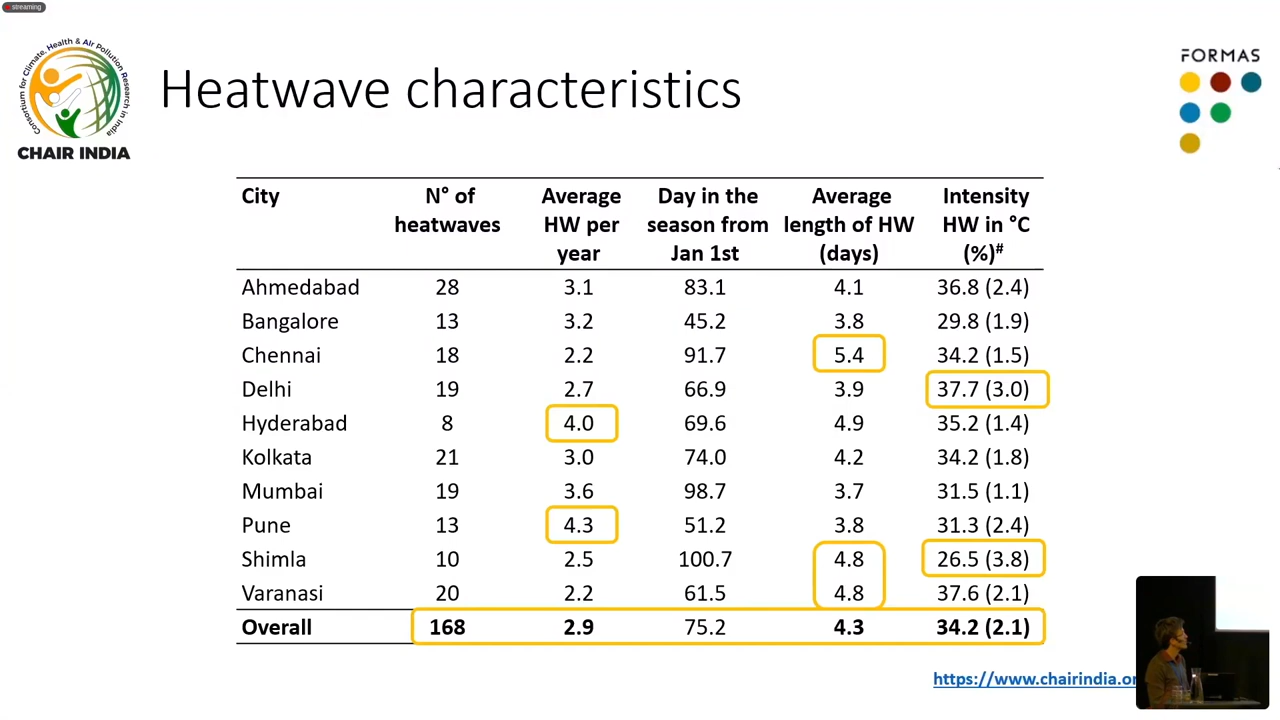 streaming
Consortium for Climate, Health & Air Pollution Research in India
CHAIR INDIA
Heatwave characteristics
FORMAS
City N° of heatwaves Average HW per year Day in the season from Jan 1st Average length of HW (days) Intensity HW in °C (%)#
Ahmedabad 28 3.1 83.1 4.1 36.8 (2.4)
Bangalore 13 3.2 45.2 3.8 29.8 (1.9)
Chennai 18 2.2 91.7 5.4 34.2 (1.5)
Delhi 19 2.7 66.9 3.9 37.7 (3.0)
Hyderabad 8 4.0 69.6 4.9 35.2 (1.4)
Kolkata 21 3.0 74.0 4.2 34.2 (1.8)
Mumbai 19 3.6 98.7 3.7 31.5 (1.1)
Pune 13 4.3 51.2 3.8 31.3 (2.4)
Shimla 10 2.5 100.7 4.8 26.5 (3.8)
Varanasi 20 2.2 61.5 4.8 37.6 (2.1)
Overall 168 2.9 75.2 4.3 34.2 (2.1)
https://www.chairindia.or